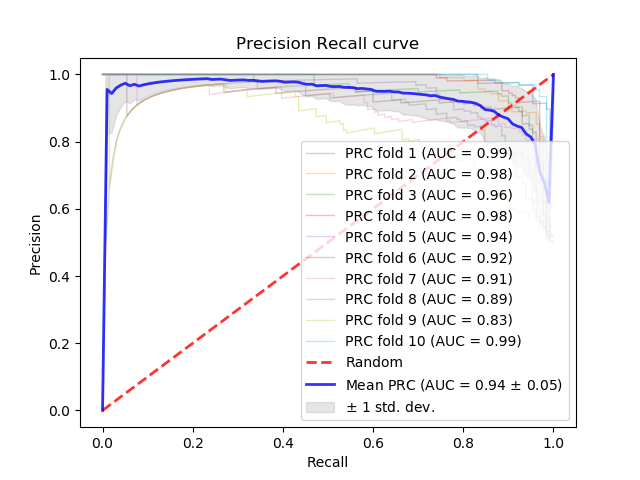 Precision Recall curve
Precision
1.0
0.8
0.6
0.4
0.2
0.0
PRC fold 1 (AUC = 0.99)
PRC fold 2 (AUC = 0.98)
PRC fold 3 (AUC = 0.96)
PRC fold 4 (AUC = 0.98)
PRC fold 5 (AUC = 0.94)
PRC fold 6 (AUC = 0.92)
PRC fold 7 (AUC = 0.91)
PRC fold 8 (AUC = 0.89)
PRC fold 9 (AUC = 0.83)
PRC fold 10 (AUC = 0.99)
Random
Mean PRC (AUC = 0.94 ± 0.05)
± 1 std. dev.
0.0 0.2 0.4 0.6 0.8 1.0
Recall